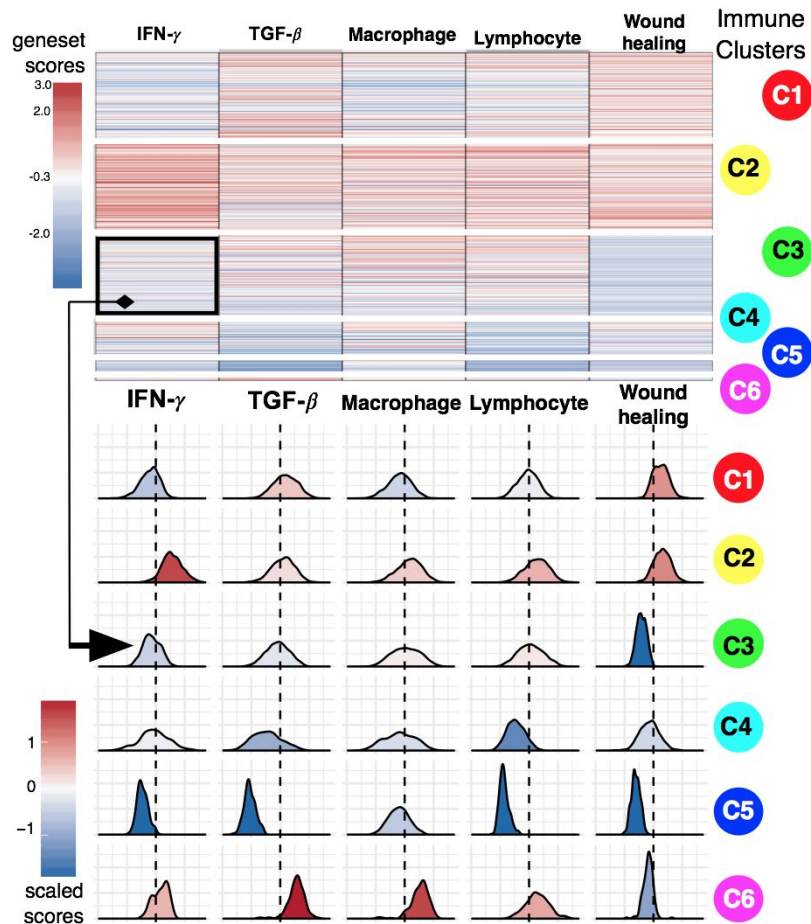 Immune
Clusters
geneset
scores
IFN-γ
TGF-β
Macrophage
Lymphocyte
Wound
healing
3.0
2.0
-0.3
-2.0
C1
C2
C3
C4
C5
C6
IFN-γ
TGF-β
Macrophage
Lymphocyte
Wound
healing
C1
C2
C3
C4
C5
C6
1
0
−1
scaled
scores